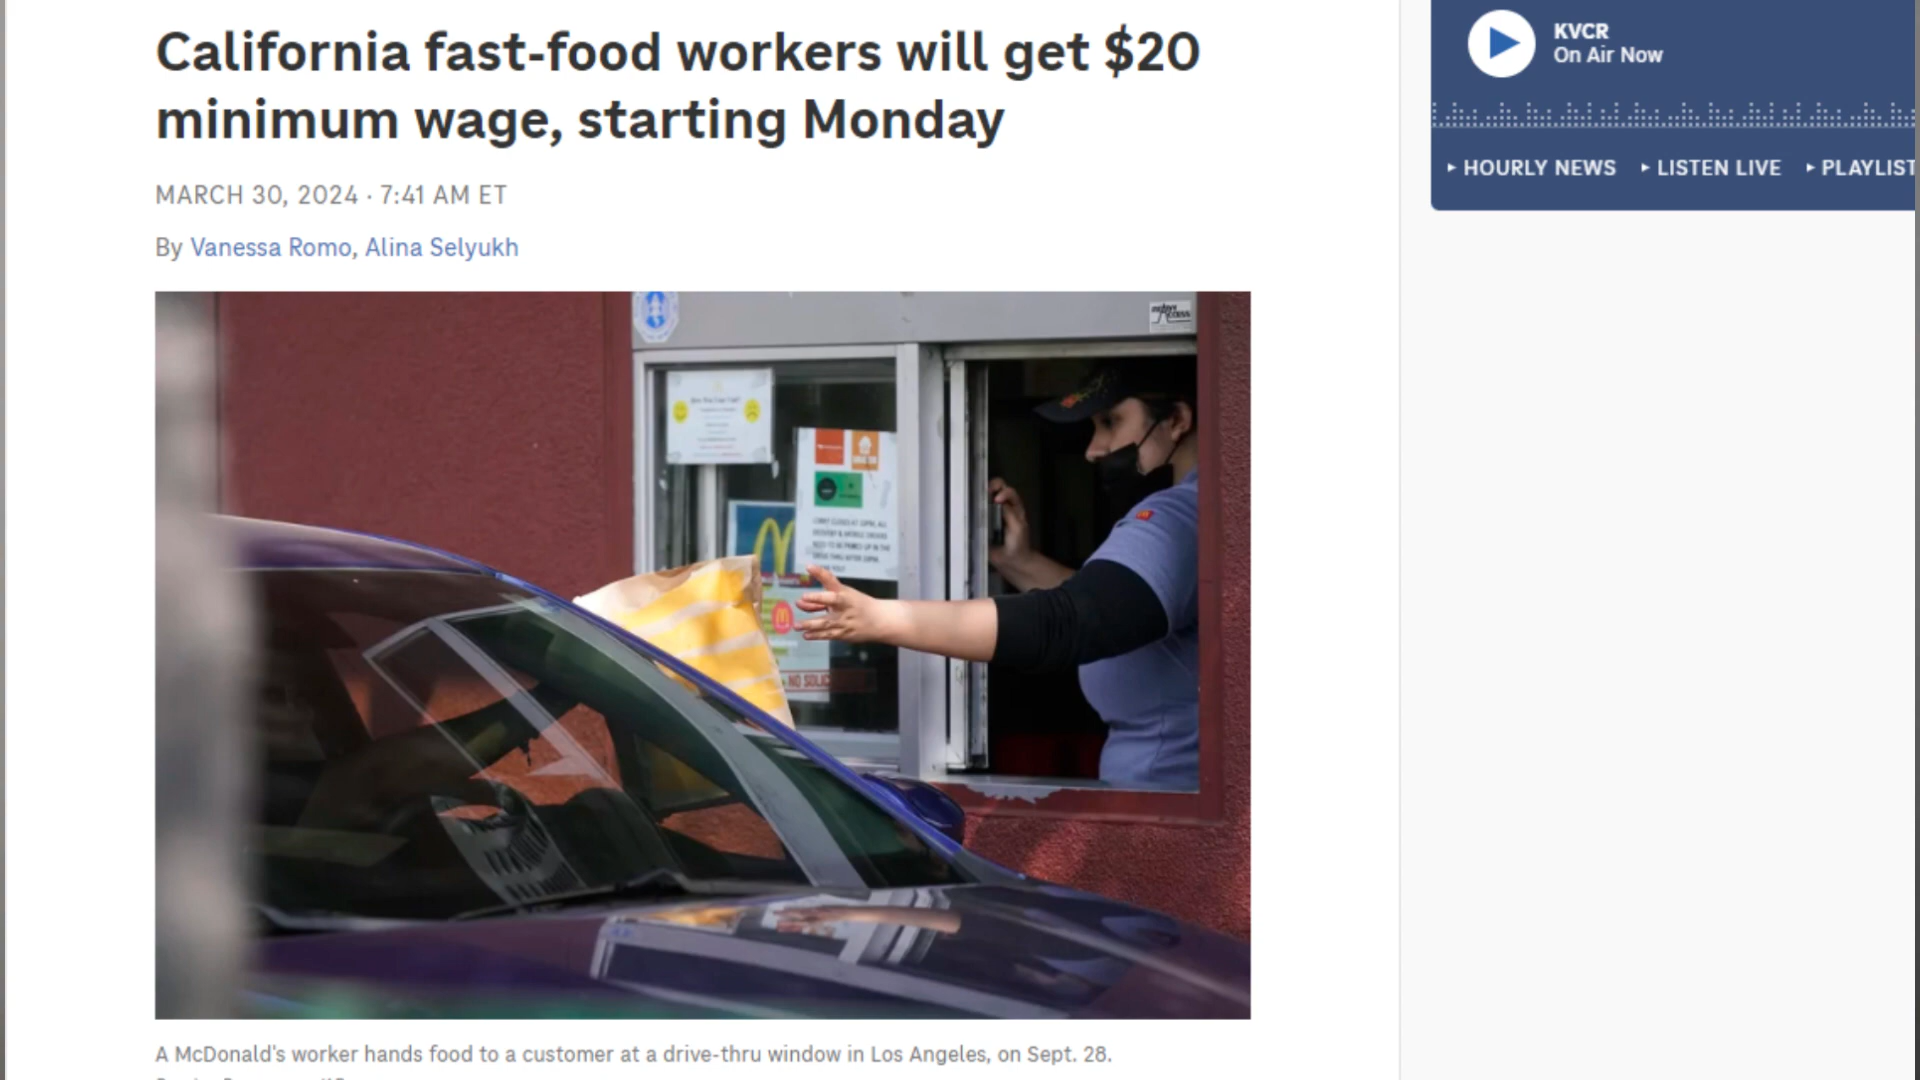 California fast-food workers will get $20
minimum wage, starting Monday
MARCH 30, 2024 · 7:41 AM ET
By Vanessa Romo, Alina Selyukh
KVCR
On Air Now
HOURLY NEWS
LISTEN LIVE
PLAYLIST
NO SOLIC
A McDonald's worker hands food to a customer at a drive-thru window in Los Angeles, on Sept. 28.